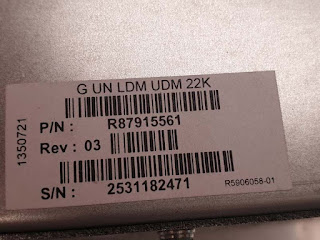 G UN LDM UDM 22K
P/N : R87915561
Rev : 03
S/N : 2531182471
R5906058-01
1350721